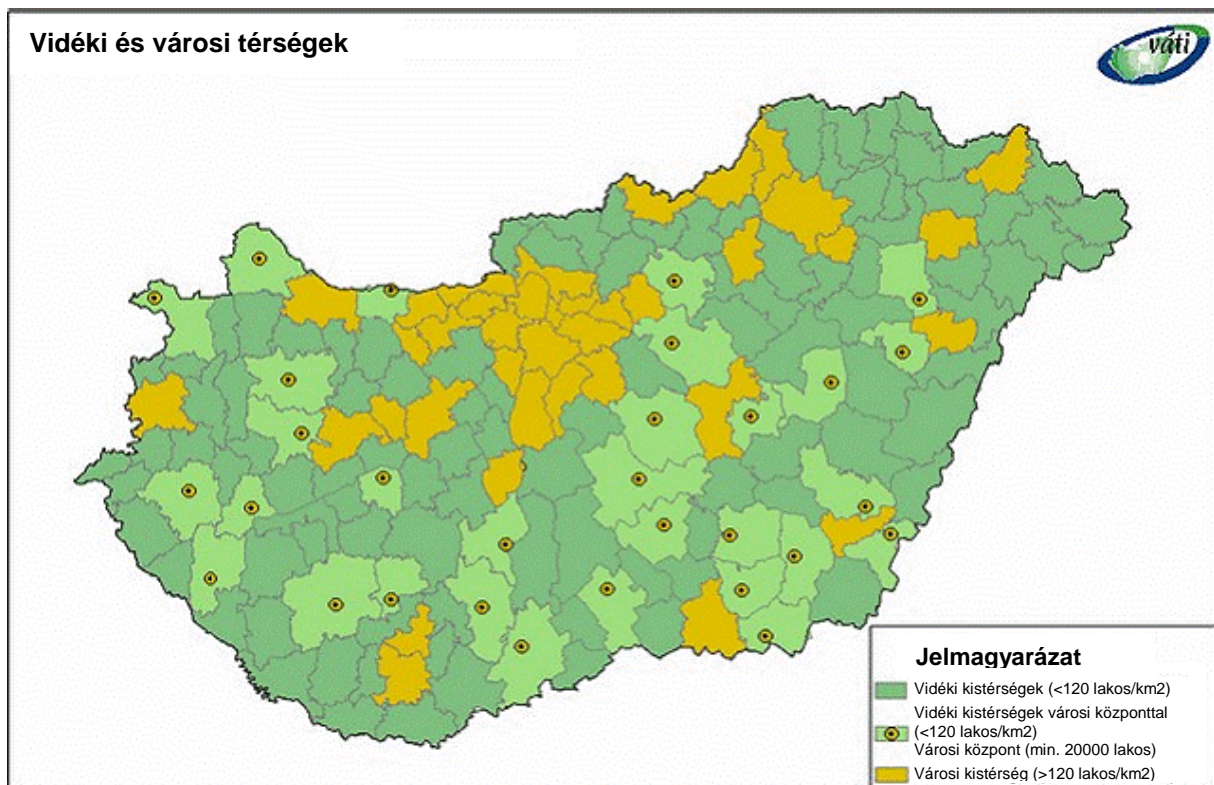 Vidéki és városi térségek
váti
Jelmagyarázat
Vidéki kistérségek (<120 lakos/km2)
Vidéki kistérségek városi központtal
(<120 lakos/km2)
Városi központ (min. 20000 lakos)
Városi kistérség (>120 lakos/km2)